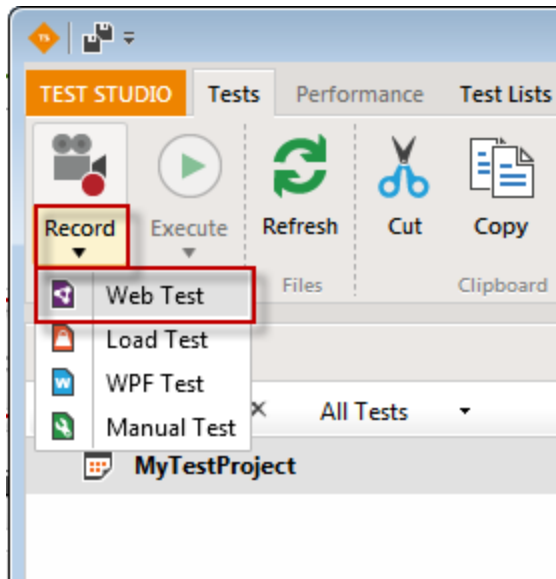 TS
TEST STUDIO Tests Performance Test Lists
Record Execute Refresh Cut Copy
Files Clipboard
Web Test
Load Test
WPF Test
Manual Test
All Tests
MyTestProject